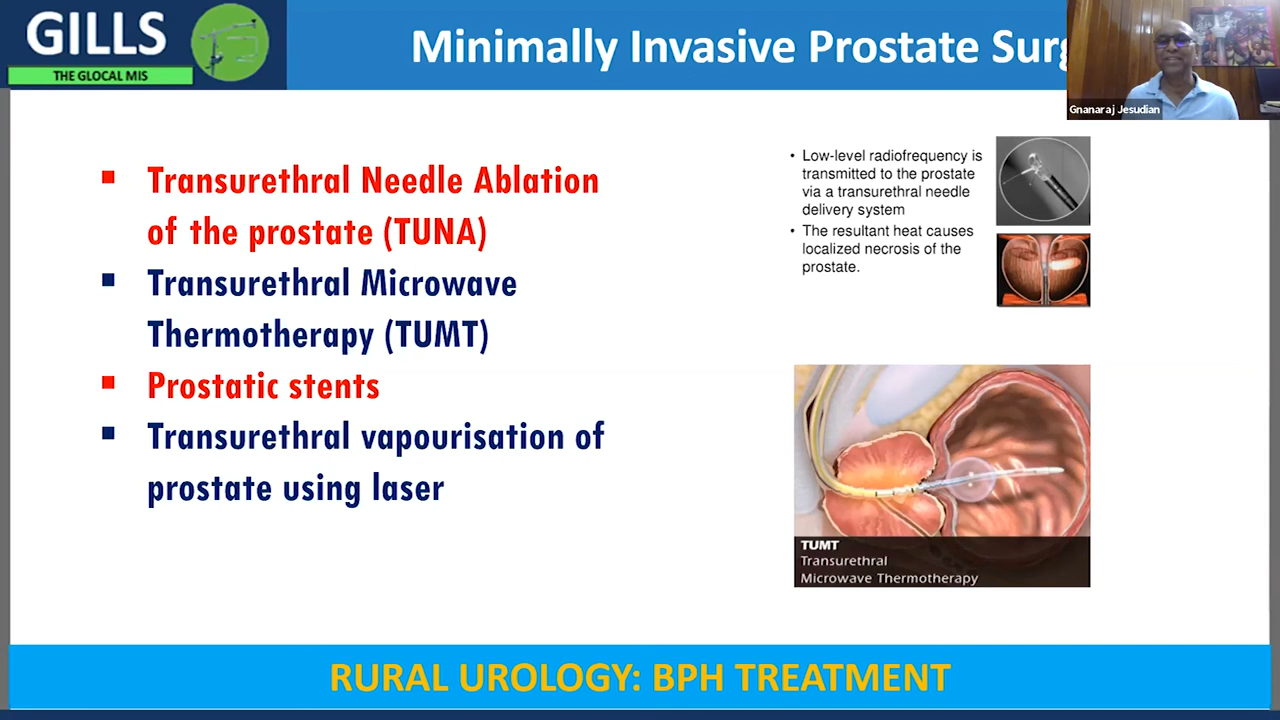 GILLS
THE GLOCAL MIS
Minimally Invasive Prostate Surg
Gnanaraj Jesudian
▪ Transurethral Needle Ablation
of the prostate (TUNA)
▪ Transurethral Microwave
Thermotherapy (TUMT)
▪ Prostatic stents
▪ Transurethral vapourisation of
prostate using laser
• Low-level radiofrequency is
transmitted to the prostate
via a transurethral needle
delivery system
• The resultant heat causes
localized necrosis of the
prostate.
TUMT
Transurethral
Microwave Thermotherapy
RURAL UROLOGY: BPH TREATMENT